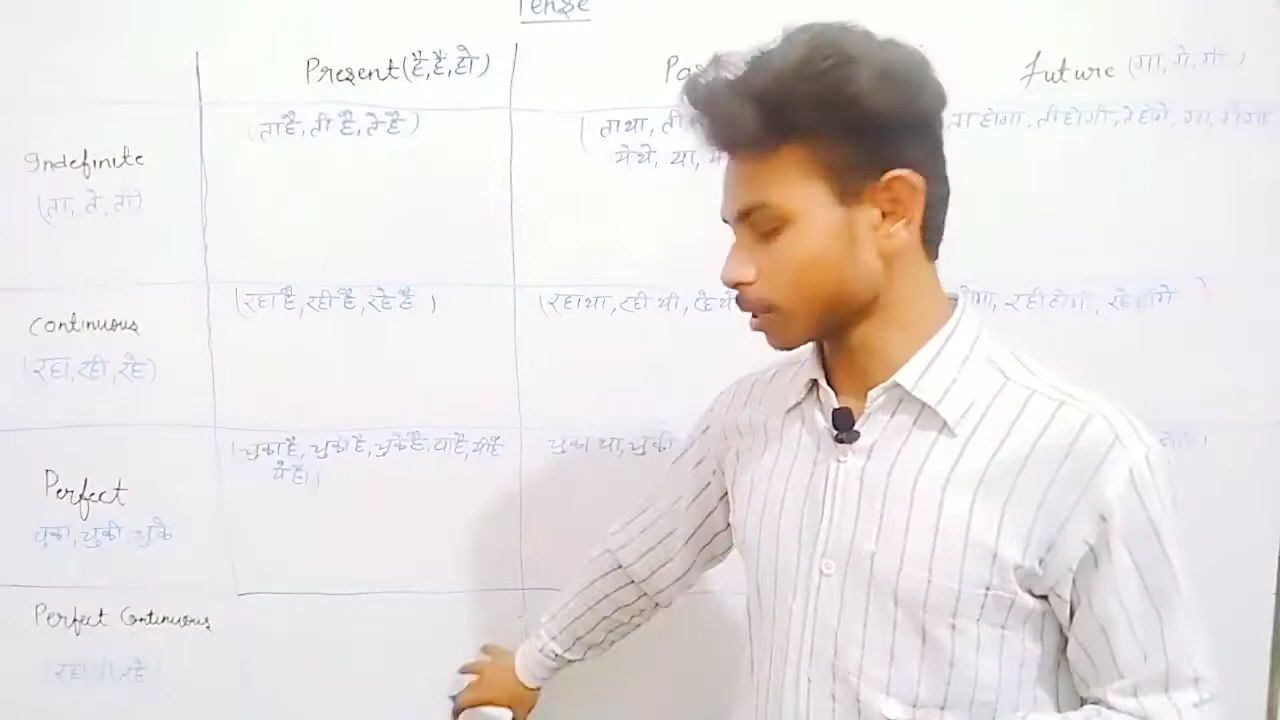 Tense
Present (है, हैं, हो)
Future (गा, गे, गी)
Indefinite
(ता, ते, ती)
(ता है, ती है, ते है)
(ता था, ती
ता होगा, ती होगी, ते होगे, गा, गे गी
ये थे, या,
Continuous
(रहा, रही, रहे)
(रहा है, रही है, रहे है)
(रहा था, रही थी, रहे थे
होगा, रही होगी, रहे होंगे
Perfect
चुका, चुकी, चुके
(चुका है, चुकी है, चुके है, या है, यी है
ये है)
चुका था, चुकी
Perfect Continuous
(रहा, रही, रहे)